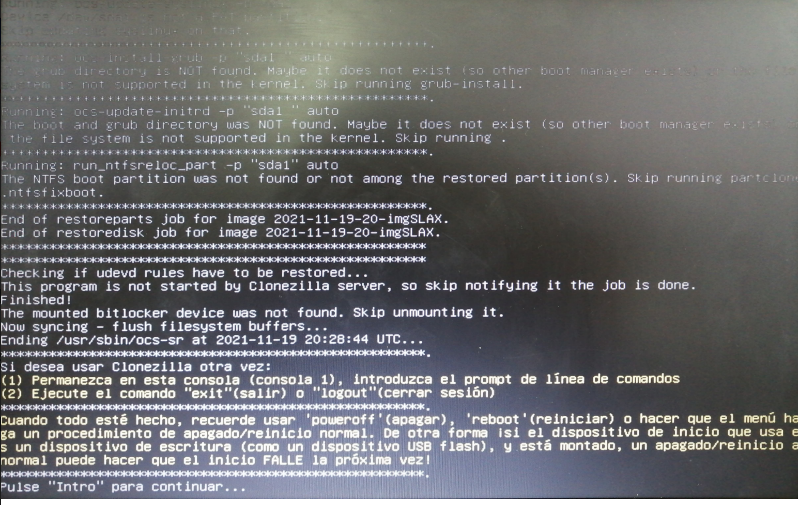 Running: ocs-install-grub -p "sda1 " auto
directory is NOT found. Maybe it does not exist (so other boot manager
is not supported in the kernel. Skip running grub-install.
************************************************************.
Running: ocs-update-initrd -p "sda1 " auto
The boot and grub directory was NOT found. Maybe it does not exist (so other boot manager exists
the file system is not supported in the kernel. Skip running .
************************************************************.
Running: run_ntfsreloc_part -p "sda1" auto
The NTFS boot partition was not found or not among the restored partition(s). Skip running partclone
.ntfsfixboot.
************************************************************.
End of restoreparts job for image 2021-11-19-20-imgSLAX.
End of restoredisk job for image 2021-11-19-20-imgSLAX.
************************************************************
************************************************************
Checking if udevd rules have to be restored...
This program is not started by Clonezilla server, so skip notifying it the job is done.
Finished!
The mounted bitlocker device was not found. Skip unmounting it.
Now syncing - flush filesystem buffers...
Ending /usr/sbin/ocs-sr at 2021-11-19 20:28:44 UTC...
************************************************************.
Si desea usar Clonezilla otra vez:
(1) Permanezca en esta consola (consola 1), introduzca el prompt de línea de comandos
(2) Ejecute el comando "exit"(salir) o "logout"(cerrar sesión)
************************************************************.
Cuando todo esté hecho, recuerde usar 'poweroff'(apagar), 'reboot'(reiniciar) o hacer que el menú ha
ga un procedimiento de apagado/reinicio normal. De otra forma ¡si el dispositivo de inicio que usa e
s un dispositivo de escritura (como un dispositivo USB flash), y está montado, un apagado/reinicio a
normal puede hacer que el inicio FALLE la próxima vez!
************************************************************.
Pulse "Intro" para continuar...